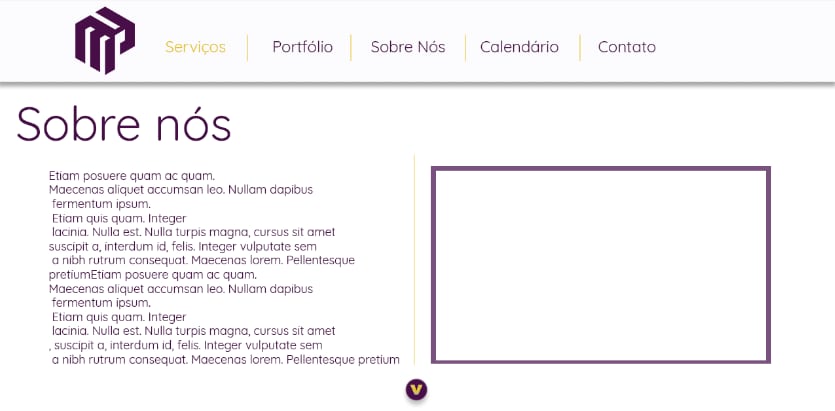 Serviços
Portfólio
Sobre Nós
Calendário
Contato
Sobre nós
Etiam posuere quam ac quam.
Maecenas aliquet accumsan leo. Nullam dapibus
fermentum ipsum.
Etiam quis quam. Integer
lacinia. Nulla est. Nulla turpis magna, cursus sit amet
suscipit a, interdum id, felis. Integer vulputate sem
a nibh rutrum consequat. Maecenas lorem. Pellentesque
pretiumEtiam posuere quam ac quam.
Maecenas aliquet accumsan leo. Nullam dapibus
fermentum ipsum.
Etiam quis quam. Integer
lacinia. Nulla est. Nulla turpis magna, cursus sit amet
, suscipit a, interdum id, felis. Integer vulputate sem
a nibh rutrum consequat. Maecenas lorem. Pellentesque pretium
v